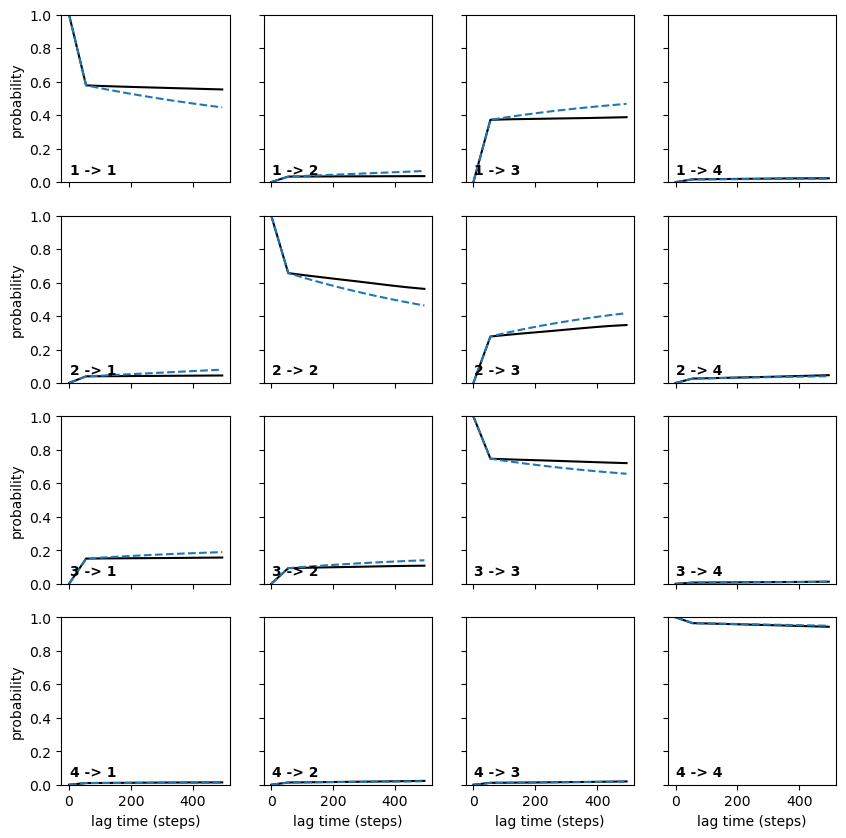 1.0
0.8
0.6
0.4
0.2
0.0
probability
1 -> 1
1 -> 2
1 -> 3
1 -> 4
1.0
0.8
0.6
0.4
0.2
0.0
probability
2 -> 1
2 -> 2
2 -> 3
2 -> 4
1.0
0.8
0.6
0.4
0.2
0.0
probability
3 -> 1
3 -> 2
3 -> 3
3 -> 4
1.0
0.8
0.6
0.4
0.2
0.0
probability
4 -> 1
4 -> 2
4 -> 3
4 -> 4
0 200 400
0 200 400
0 200 400
0 200 400
lag time (steps)
lag time (steps)
lag time (steps)
lag time (steps)